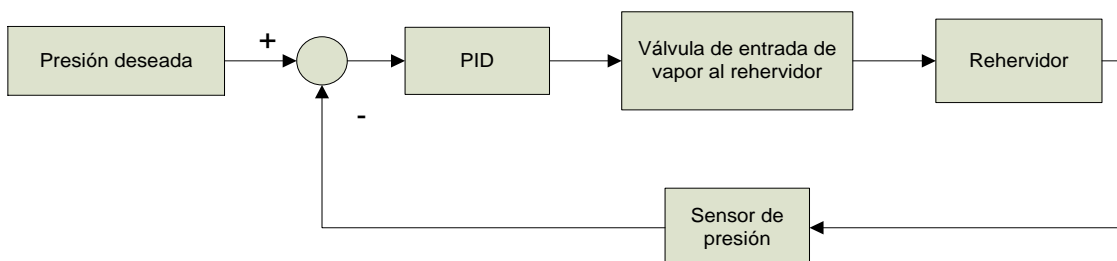 Presión deseada
+
PID
Válvula de entrada de
vapor al rehervidor
Rehervidor
-
Sensor de
presión